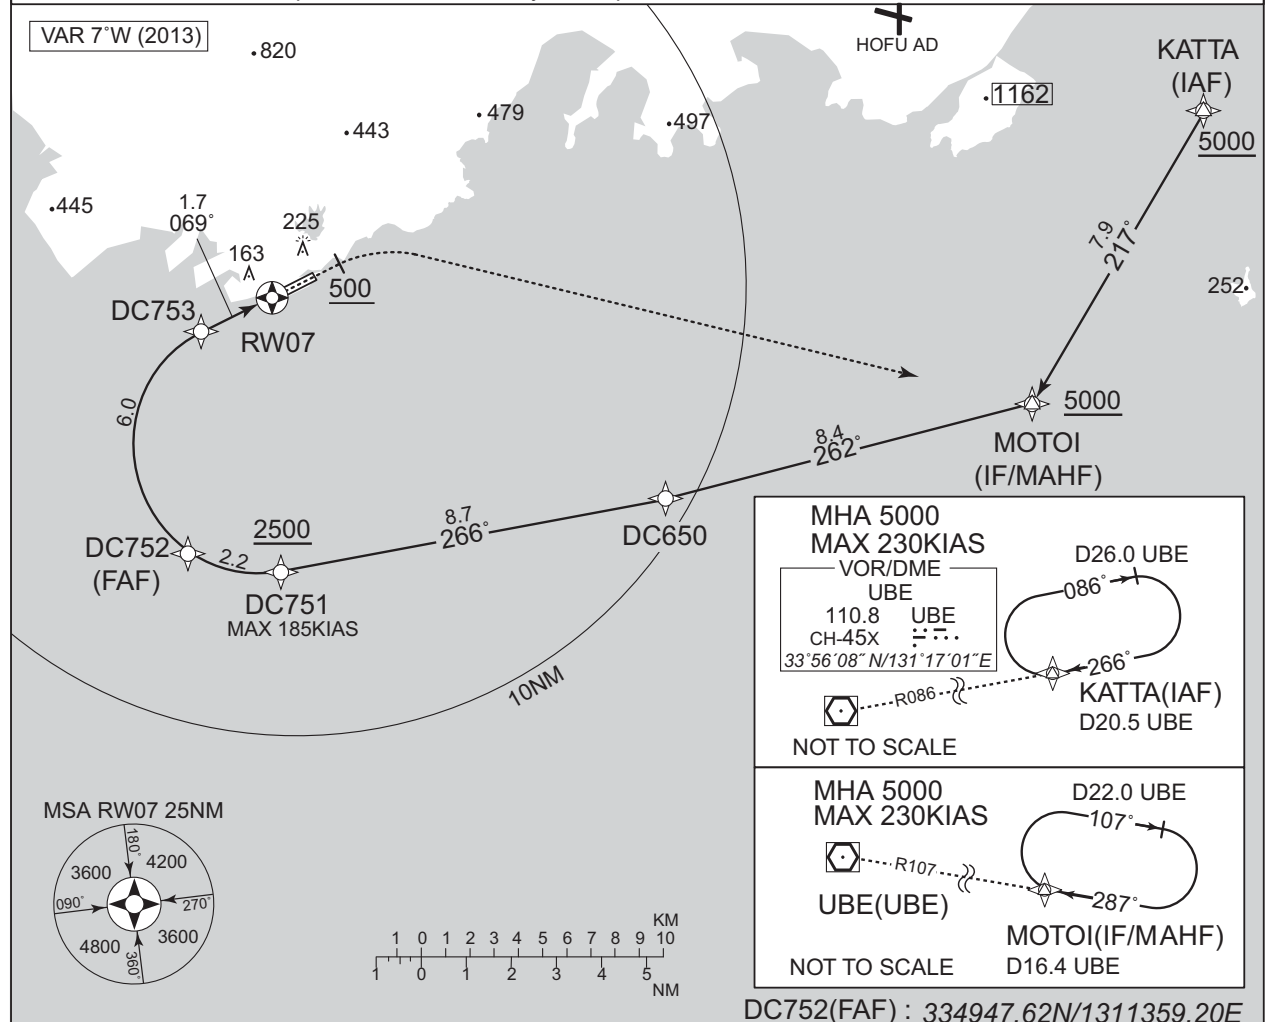 VAR 7°W (2013)
820
HOFU AD
KATTA
(IAF)
5000
1162
479
497
443
445
1.7
069°
225
163
500
7.9
217°
252
DC753
RW07
6.0
5000
MOTOI
(IF/MAHF)
8.4
262°
DC650
8.7
266°
2500
DC751
MAX 185KIAS
2.2
DC752
(FAF)
10NM
MHA 5000
MAX 230KIAS
VOR/DME
UBE
110.8 UBE
CH-45X
33°56′08″N/131°17′01″E
D26.0 UBE
086°
266°
R086
KATTA(IAF)
D20.5 UBE
NOT TO SCALE
MHA 5000
MAX 230KIAS
D22.0 UBE
107°
287°
R107
UBE(UBE)
MOTOI(IF/MAHF)
D16.4 UBE
NOT TO SCALE
MSA RW07 25NM
180°
3600
4200
090°
270°
4800
3600
360°
KM
1 0 1 2 3 4 5 6 7 8 9 10
1 0 1 2 3 4 5
NM
DC752(FAF) : 334947.62N/1311359.20E